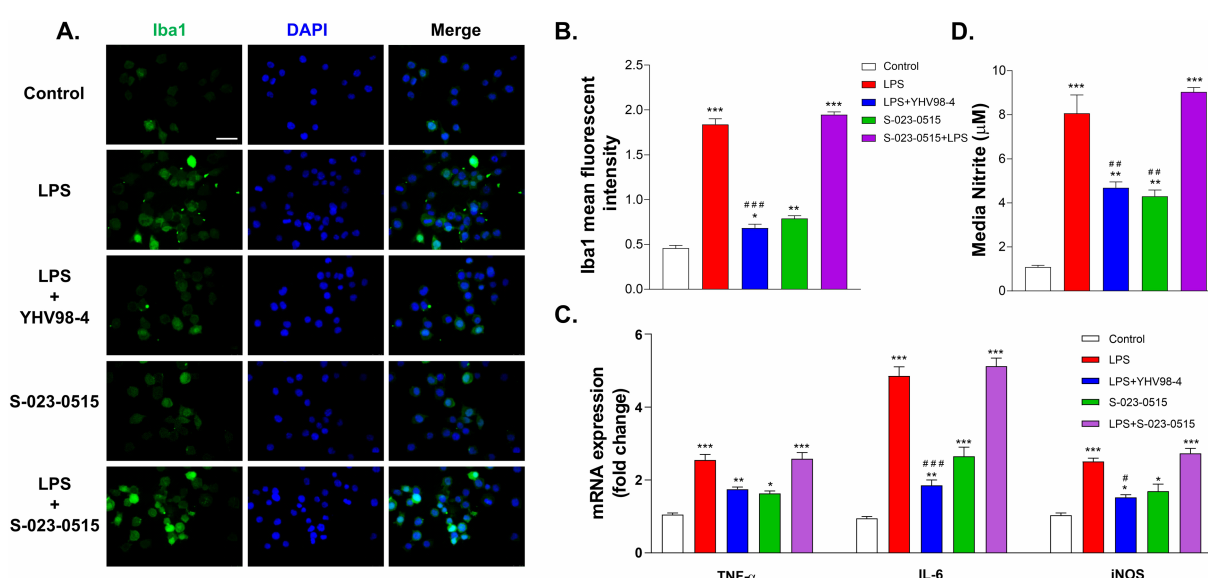 A.
Iba1
DAPI
Merge
Control
LPS
LPS
+
YHV98-4
S-023-0515
LPS
+
S-023-0515
B.
Iba1 mean fluorescent
intensity
2.5
2.0
1.5
1.0
0.5
0.0
***
###
*
**
***
Control
LPS
LPS+YHV98-4
S-023-0515
S-023-0515+LPS
D.
Media Nitrite (μM)
10
8
6
4
2
0
***
##
**
##
**
***
C.
mRNA expression
(fold change)
6
4
2
0
***
**
*
***
***
###
**
***
***
***
#
*
*
***
Control
LPS
LPS+YHV98-4
S-023-0515
LPS+S-023-0515
TNF-α
IL-6
iNOS